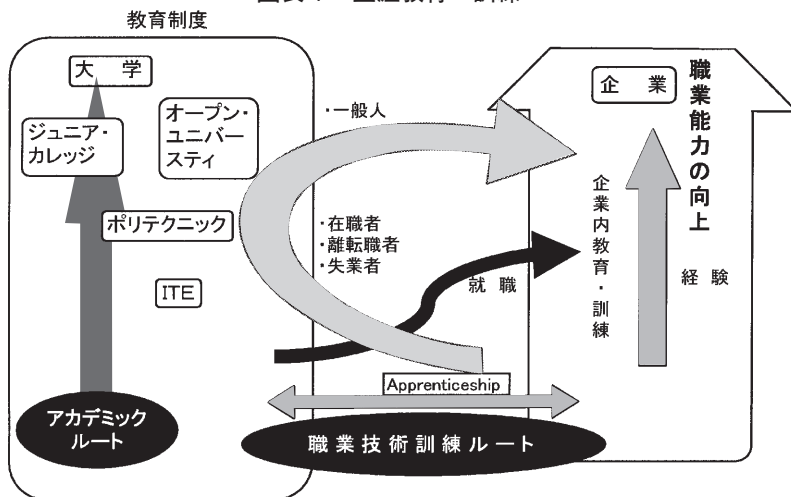 教育制度
大　学
ジュニア・
カレッジ
オープン・
ユニバー
スティ
ポリテクニック
ITE
アカデミック
ルート
・一般人
・在職者
・離転職者
・失業者
就 職
Apprenticeship
職業技術訓練ルート
企　業
職業能力の向上
企業内教育・訓練
経 験